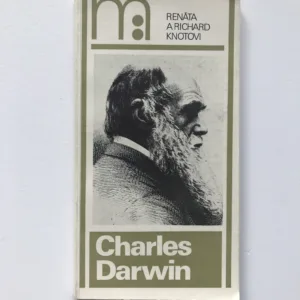 m:
RENÁTA
A RICHARD
KNOTOVI
Charles
Darwin